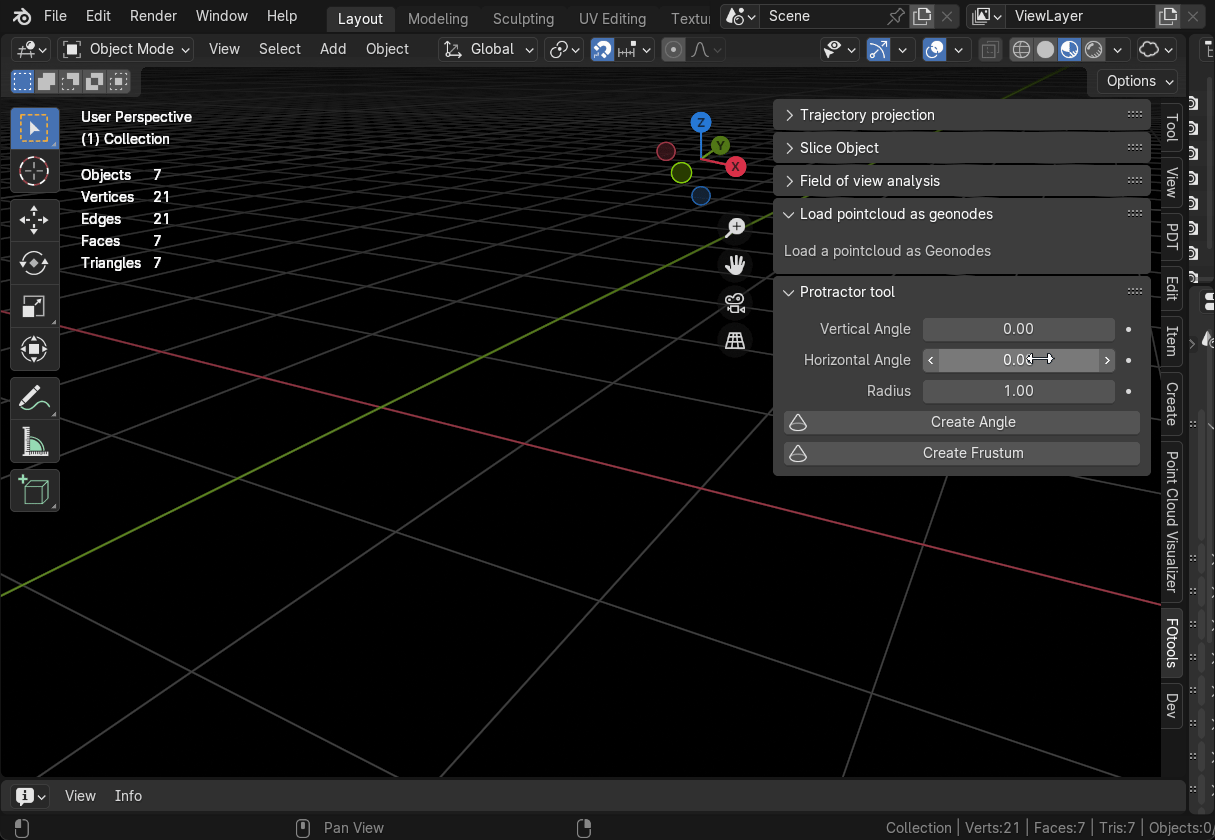 File Edit Render Window Help Layout Modeling Sculpting UV Editing Textu Scene ViewLayer
Object Mode View Select Add Object Global
Options
User Perspective
(1) Collection
Objects 7
Vertices 21
Edges 21
Faces 7
Triangles 7
Z
Y
X
Trajectory projection
Slice Object
Field of view analysis
Load pointcloud as geonodes
Load a pointcloud as Geonodes
Protractor tool
Vertical Angle 0.00
Horizontal Angle 0.00
Radius 1.00
Create Angle
Create Frustum
Tool
View
PDT
Edit
Item
Create
Point Cloud Visualizer
FOtools
Dev
View Info
Pan View
Collection | Verts:21 | Faces:7 | Tris:7 | Objects:0